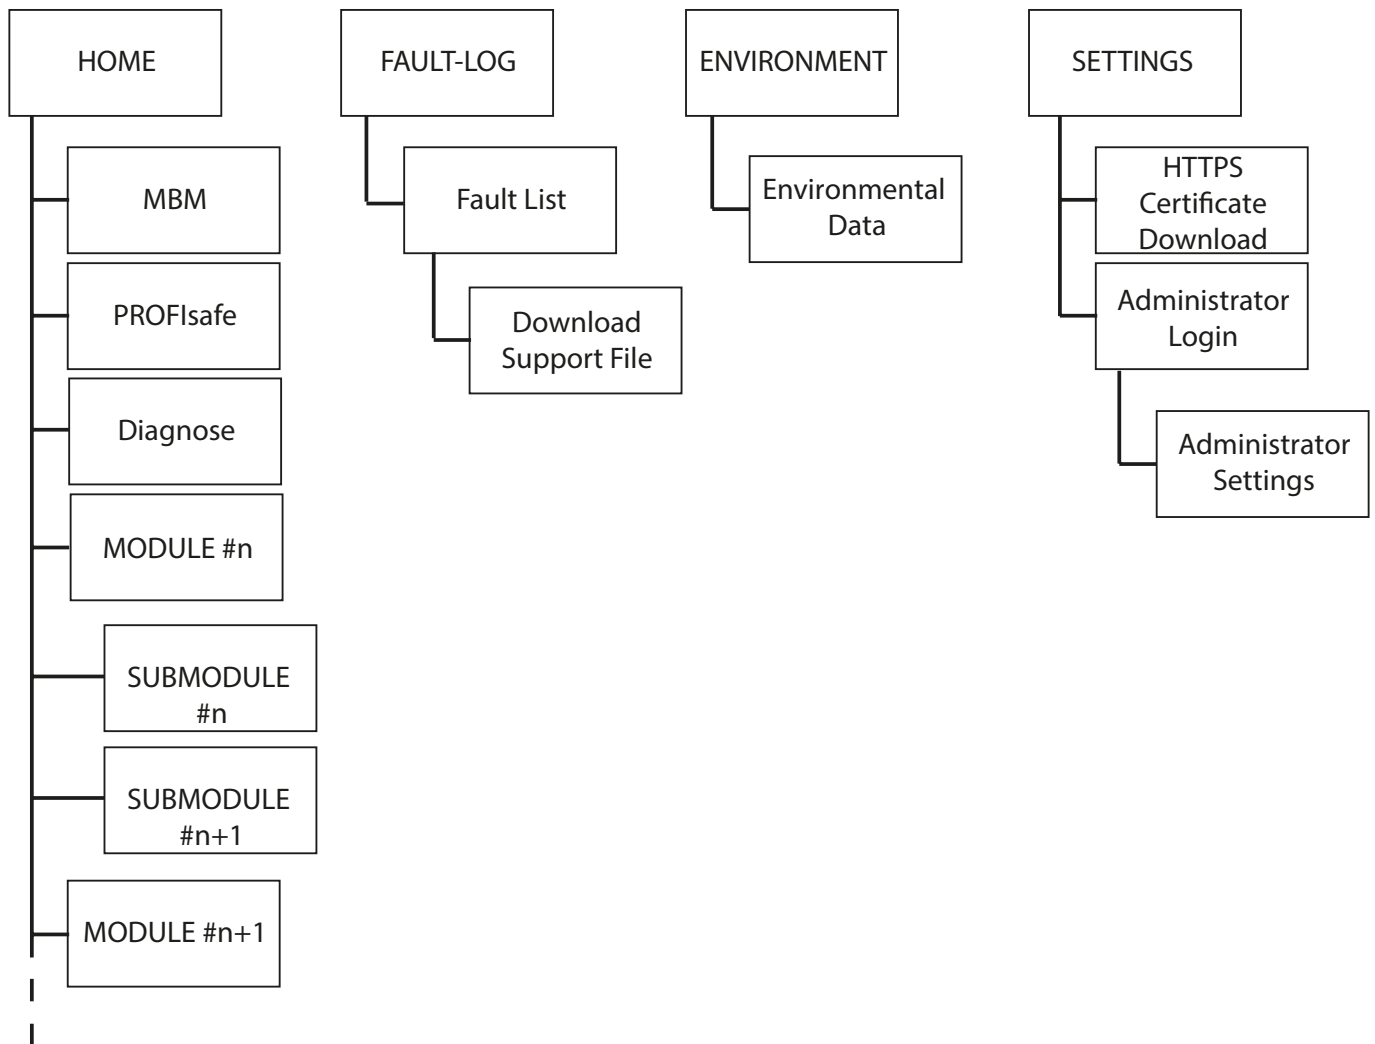 HOME
MBM
PROFIsafe
Diagnose
MODULE #n
SUBMODULE
#n
SUBMODULE
#n+1
MODULE #n+1
FAULT-LOG
Fault List
Download
Support File
ENVIRONMENT
Environmental
Data
SETTINGS
HTTPS
Certificate
Download
Administrator
Login
Administrator
Settings